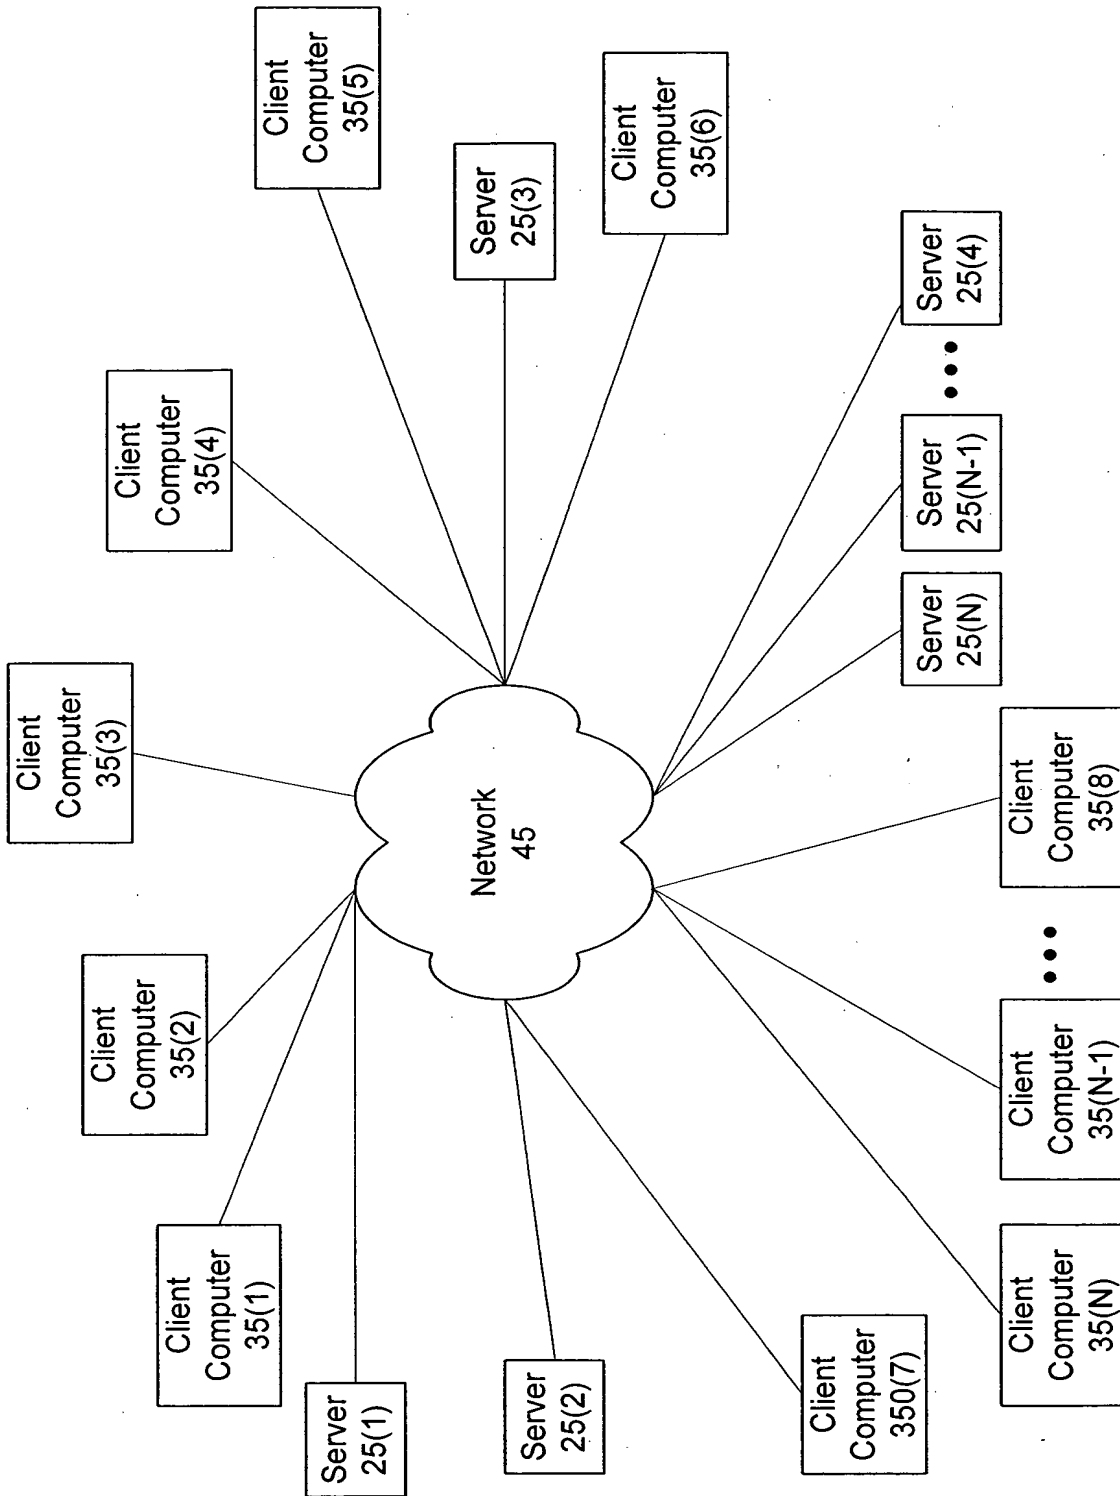 Client
Computer
35(3)
Client
Computer
35(2)
Client
Computer
35(4)
Client
Computer
35(1)
Client
Computer
35(5)
Server
25(1)
Server
25(3)
Network
45
Server
25(2)
Client
Computer
35(6)
Client
Computer
350(7)
Server
25(N)
Server
25(N-1)
Server
25(4)
Client
Computer
35(N)
Client
Computer
35(N-1)
Client
Computer
35(8)